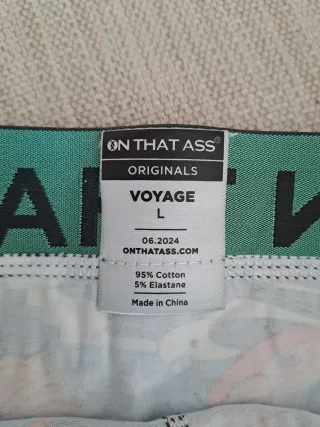 ON THAT ASS®
ORIGINALS
VOYAGE
L
06.2024
ONTHATASS.COM
95% Cotton
5% Elastane
Made in China